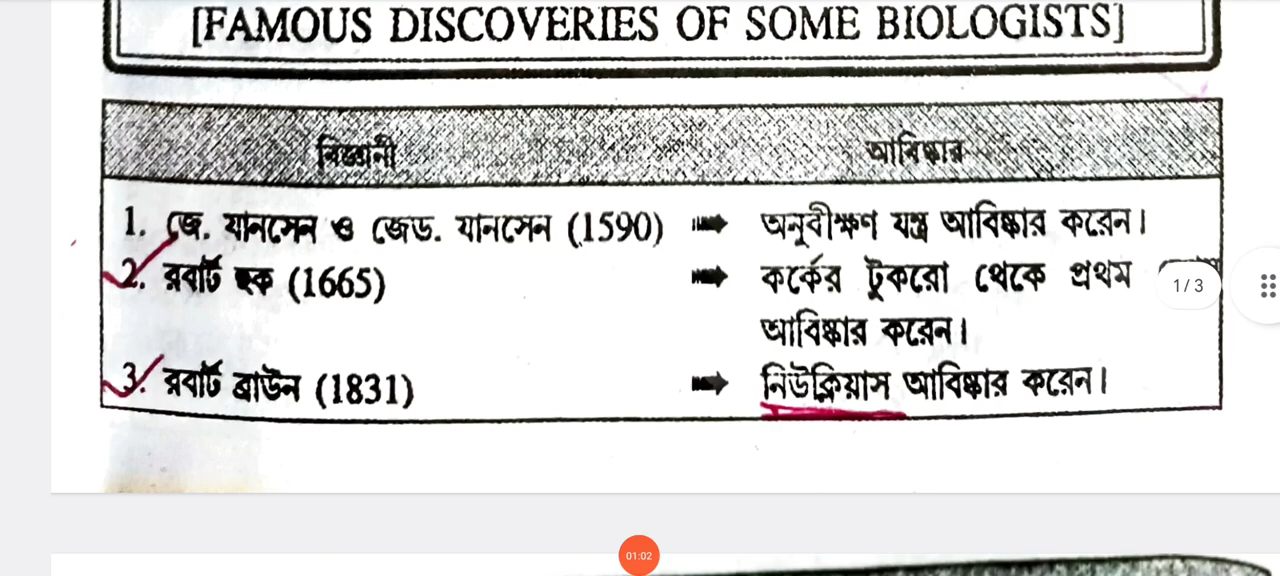 [FAMOUS DISCOVERIES OF SOME BIOLOGISTS]
বিজ্ঞানী আবিষ্কার
1. জে. যানসেন ও জেড. যানসেন (1590) অনুবীক্ষণ যন্ত্র আবিষ্কার করেন।
2. রবার্ট হুক (1665) কর্কের টুকরো থেকে প্রথম
1 / 3
আবিষ্কার করেন।
3. রবার্ট ব্রাউন (1831) নিউক্লিয়াস আবিষ্কার করেন।
01:02